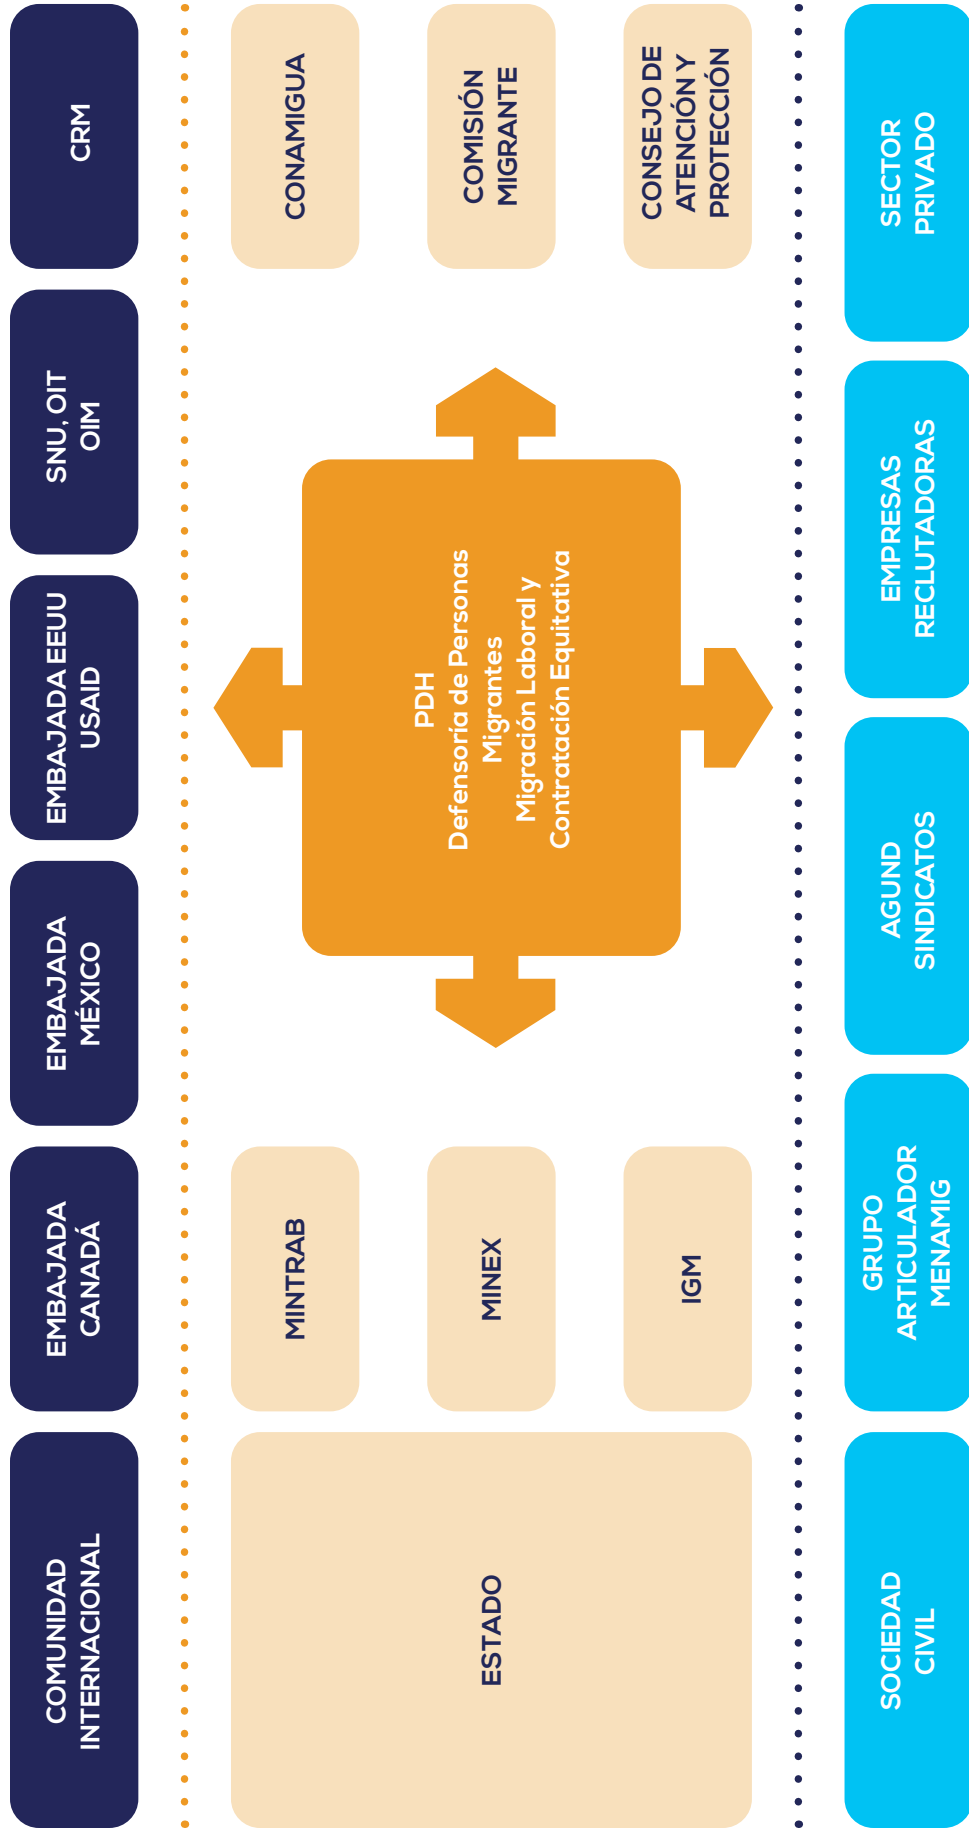 COMUNIDAD
INTERNACIONAL
EMBAJADA
CANADÁ
EMBAJADA
MÉXICO
EMBAJADA EEUU
USAID
SNU, OIT
OIM
CRM
ESTADO
MINTRAB
MINEX
IGM
PDH
Defensoría de Personas
Migrantes
Migración Laboral y
Contratación Equitativa
CONAMIGUA
COMISIÓN
MIGRANTE
CONSEJO DE
ATENCIÓN Y
PROTECCIÓN
SOCIEDAD
CIVIL
GRUPO
ARTICULADOR
MENAMIG
AGUND
SINDICATOS
EMPRESAS
RECLUTADORAS
SECTOR
PRIVADO